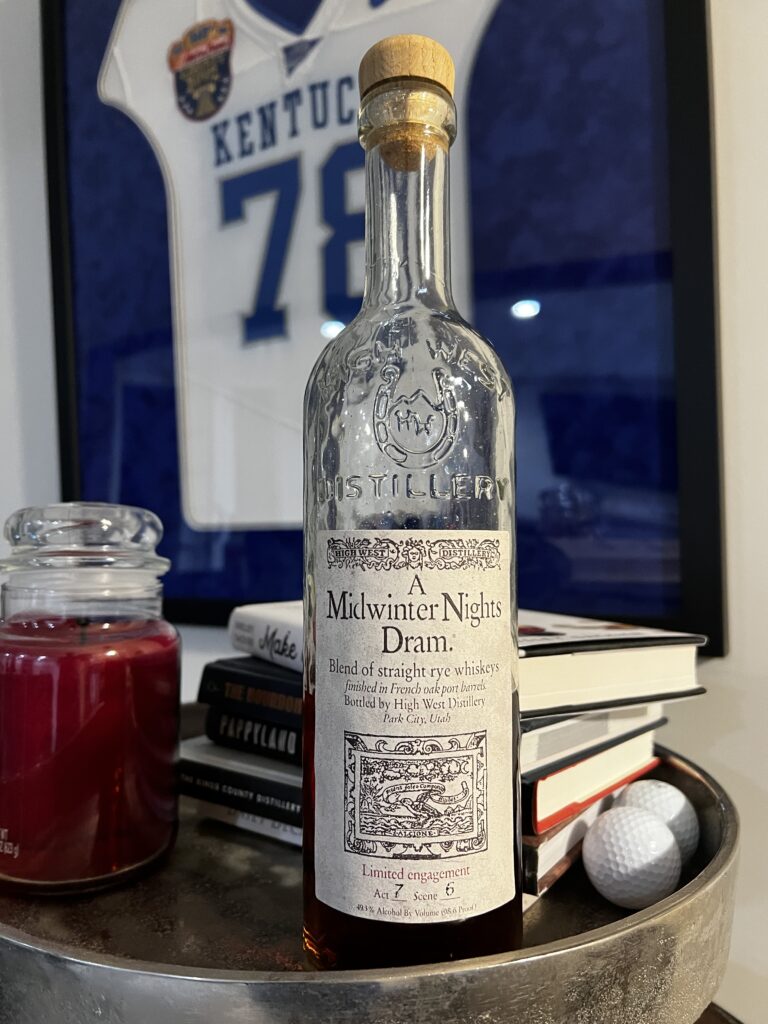 KENTUC
78
HIGH WEST
HW
DISTILLERY
HIGH WEST DISTILLERY
A
Midwinter Nights
Dram.
Blend of straight rye whiskeys
finished in French oak port barrels.
Bottled by High West Distillery
Park City, Utah
Limited engagement
Act 7 Scene 6
49.3% Alcohol By Volume (98.6 Proof)
Make
THE BOURBON
PAPPYLAND
THE KINGS COUNTY DISTILLERY